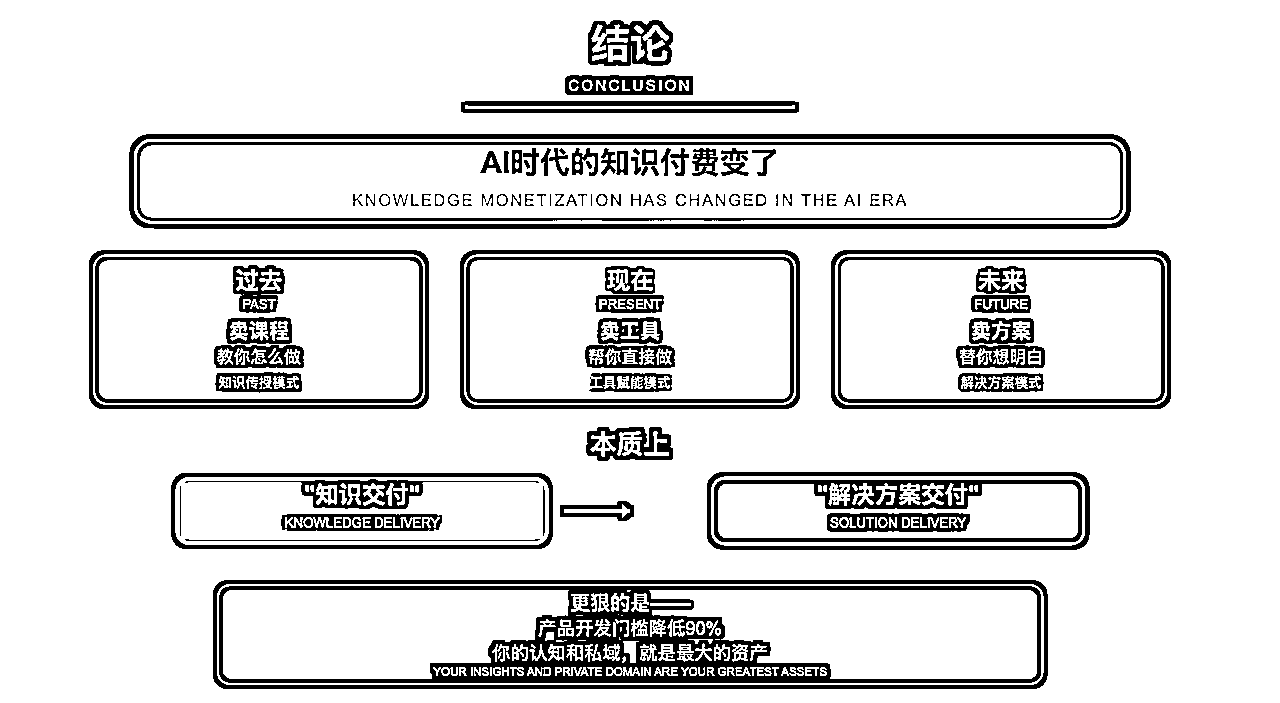 结论
CONCLUSION
AI时代的知识付费变了
KNOWLEDGE MONETIZATION HAS CHANGED IN THE AI ERA
过去
PAST
卖课程
教你怎么做
知识传授模式
现在
PRESENT
卖工具
帮你直接做
工具赋能模式
未来
FUTURE
卖方案
替你想明白
解决方案模式
本质上
"知识交付"
KNOWLEDGE DELIVERY
"解决方案交付"
SOLUTION DELIVERY
更狠的是——
产品开发门槛降低90%
你的认知和私域，就是最大的资产
YOUR INSIGHTS AND PRIVATE DOMAIN ARE YOUR GREATEST ASSETS